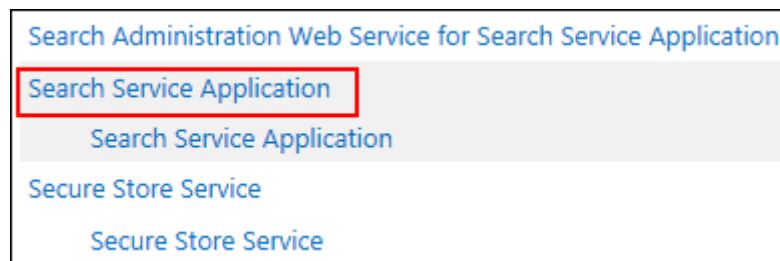 Search Administration Web Service for Search Service Application
Search Service Application
Search Service Application
Secure Store Service
Secure Store Service